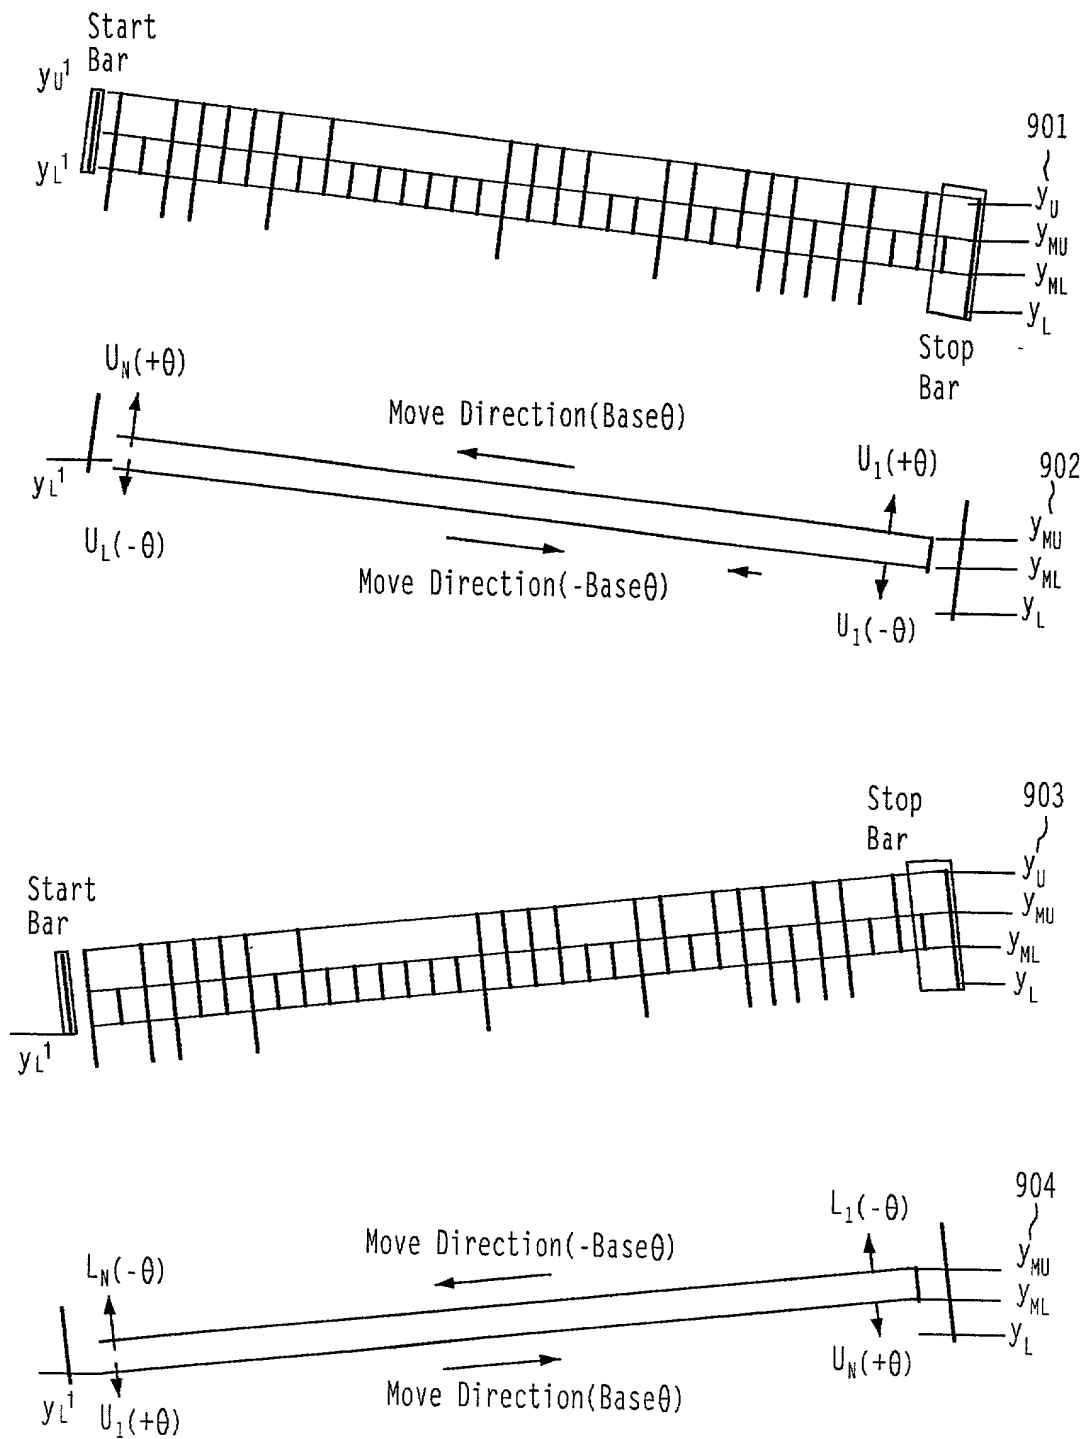 Start
Bar
yU1
yL1
901
yU
yMU
yML
yL
Stop
Bar
UN(+θ)
Move Direction(Baseθ)
U1(+θ)
902
yL1
yMU
UL(-θ)
Move Direction(-Baseθ)
yML
yL
U1(-θ)
Stop
Bar
903
Start
Bar
yU
yMU
yML
yL
yL1
904
L1(-θ)
Move Direction(-Baseθ)
LN(-θ)
yMU
yML
yL
UN(+θ)
Move Direction(Baseθ)
yL1
U1(+θ)